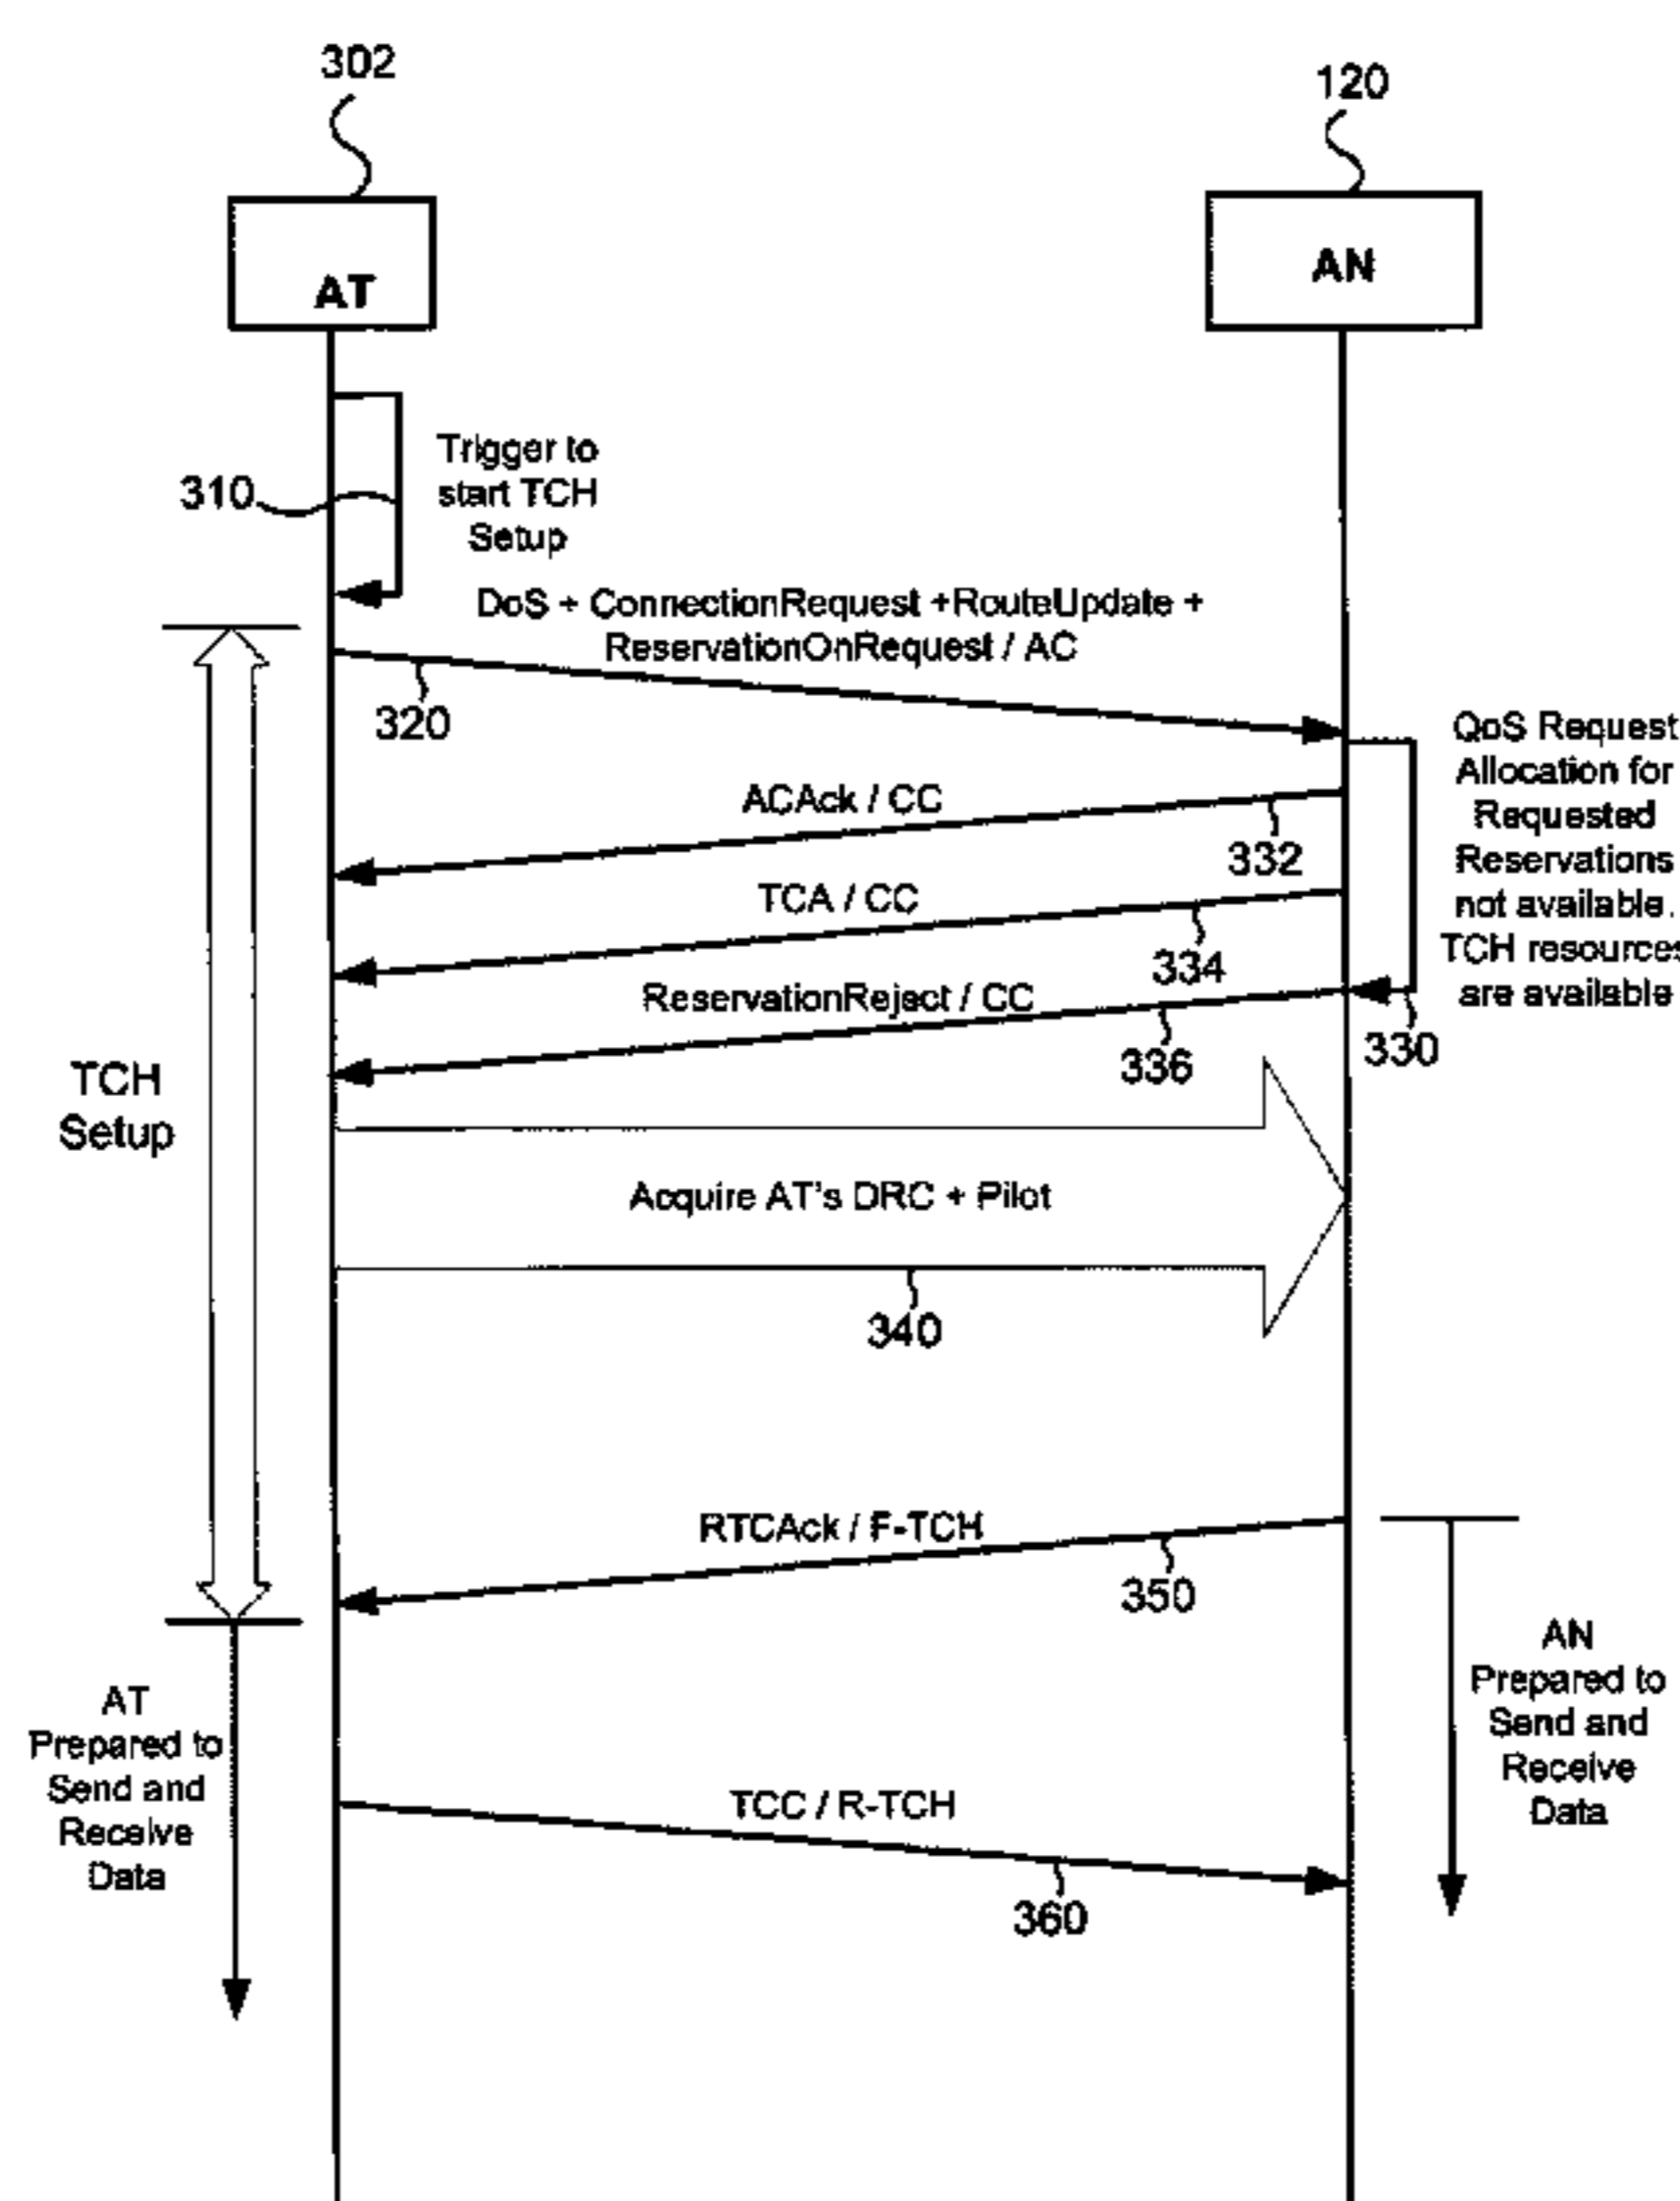 302
120
AT
AN
310
Trigger to
start TCH
Setup
DoS + ConnectionRequest +RouteUpdate +
ReservationOnRequest / AC
320
QoS Request
Allocation for
Requested
Reservations
not available.
TCH resources
are available
ACAck / CC
332
TCA / CC
334
ReservationReject / CC
336
330
TCH
Setup
Acquire AT's DRC + Pilot
340
RTCAck / F-TCH
350
AT
Prepared to
Send and
Receive
Data
AN
Prepared to
Send and
Receive
Data
TCC / R-TCH
360